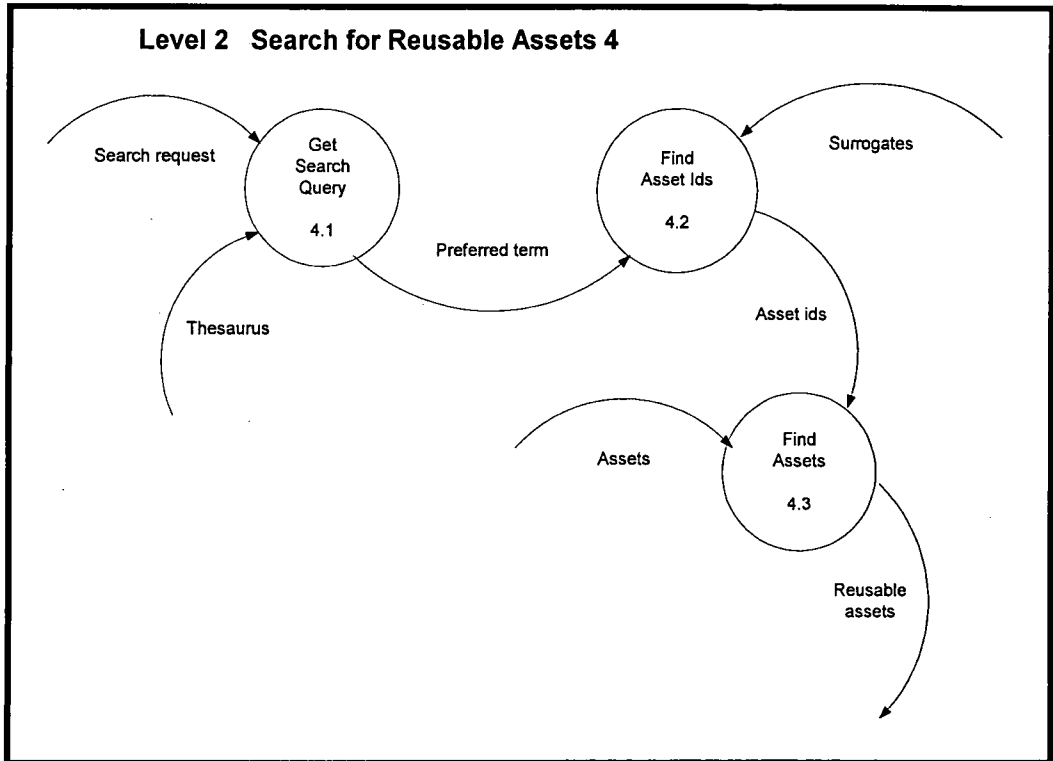 Level 2 Search for Reusable Assets 4
Search request
Get
Search
Query
4.1
Thesaurus
Preferred term
Find
Asset Ids
4.2
Surrogates
Asset ids
Assets
Find
Assets
4.3
Reusable
assets